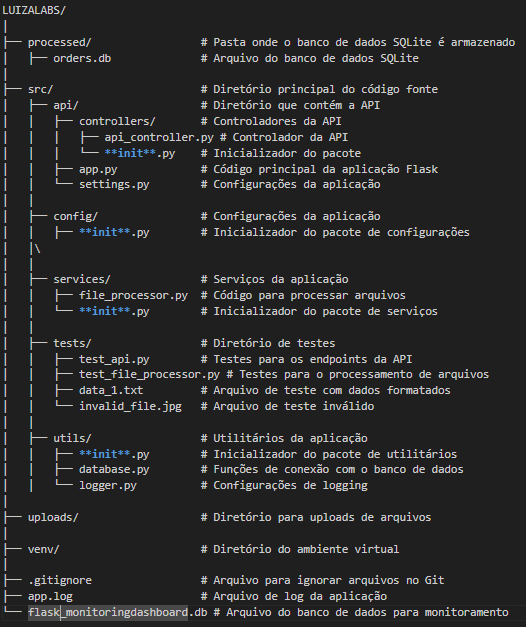 LUIZALABS/
│
├── processed/ # Pasta onde o banco de dados SQLite é armazenado
│ ├── orders.db # Arquivo do banco de dados SQLite
│
├── src/ # Diretório principal do código fonte
│ ├── api/ # Diretório que contém a API
│ │ ├── controllers/ # Controladores da API
│ │ │ ├── api_controller.py # Controlador da API
│ │ │ └── **init**.py # Inicializador do pacote
│ │ ├── app.py # Código principal da aplicação Flask
│ │ └── settings.py # Configurações da aplicação
│ │
│ ├── config/ # Configurações da aplicação
│ │ ├── **init**.py # Inicializador do pacote de configurações
│ │\
│ │
│ ├── services/ # Serviços da aplicação
│ │ ├── file_processor.py # Código para processar arquivos
│ │ └── **init**.py # Inicializador do pacote de serviços
│ │
│ ├── tests/ # Diretório de testes
│ │ ├── test_api.py # Testes para os endpoints da API
│ │ ├── test_file_processor.py # Testes para o processamento de arquivos
│ │ ├── data_1.txt # Arquivo de teste com dados formatados
│ │ └── invalid_file.jpg # Arquivo de teste inválido
│ │
│ ├── utils/ # Utilitários da aplicação
│ │ ├── **init**.py # Inicializador do pacote de utilitários
│ │ ├── database.py # Funções de conexão com o banco de dados
│ │ └── logger.py # Configurações de logging
│
├── uploads/ # Diretório para uploads de arquivos
│
├── venv/ # Diretório do ambiente virtual
│
├── .gitignore # Arquivo para ignorar arquivos no Git
├── app.log # Arquivo de log da aplicação
└── flask_monitoringdashboard.db # Arquivo do banco de dados para monitoramento